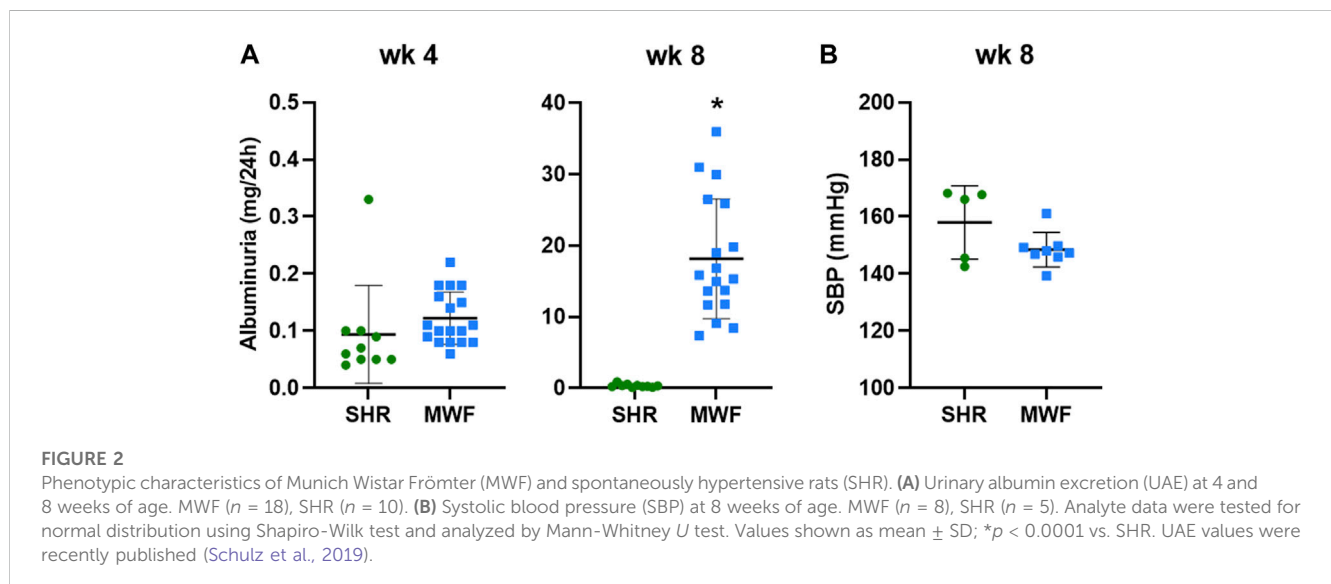 A wk 4 wk 8 B wk 8
*
0.5
0.4
0.3
0.2
0.1
0.0
Albuminuria (mg/24h)
SHR MWF
40
30
20
10
0
SHR MWF
200
180
160
140
120
100
SBP (mmHg)
SHR MWF
FIGURE 2
Phenotypic characteristics of Munich Wistar Frömter (MWF) and spontaneously hypertensive rats (SHR). (A) Urinary albumin excretion (UAE) at 4 and
8 weeks of age. MWF (n = 18), SHR (n = 10). (B) Systolic blood pressure (SBP) at 8 weeks of age. MWF (n = 8), SHR (n = 5). Analyte data were tested for
normal distribution using Shapiro-Wilk test and analyzed by Mann-Whitney U test. Values shown as mean ± SD; *p < 0.0001 vs. SHR. UAE values were
recently published (Schulz et al., 2019).